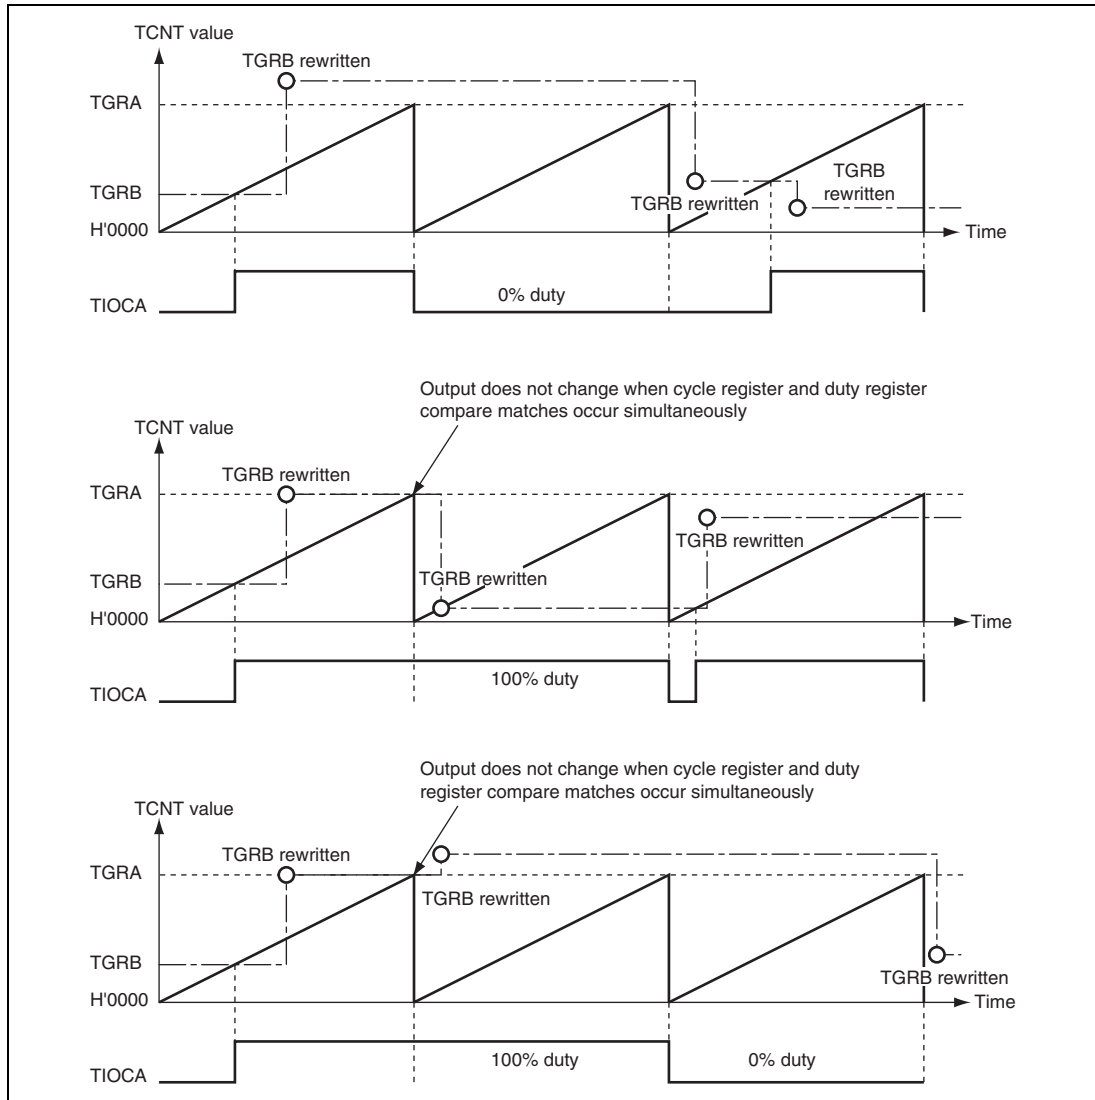 TCNT value
TGRB rewritten
TGRA
TGRB
rewritten
TGRB
TGRB rewritten
H'0000
Time
0% duty
TIOCA
Output does not change when cycle register and duty register
compare matches occur simultaneously
TCNT value
TGRB rewritten
TGRA
TGRB rewritten
TGRB
TGRB rewritten
H'0000
Time
100% duty
TIOCA
Output does not change when cycle register and duty
register compare matches occur simultaneously
TCNT value
TGRB rewritten
TGRA
TGRB rewritten
TGRB
TGRB rewritten
H'0000
Time
100% duty
0% duty
TIOCA